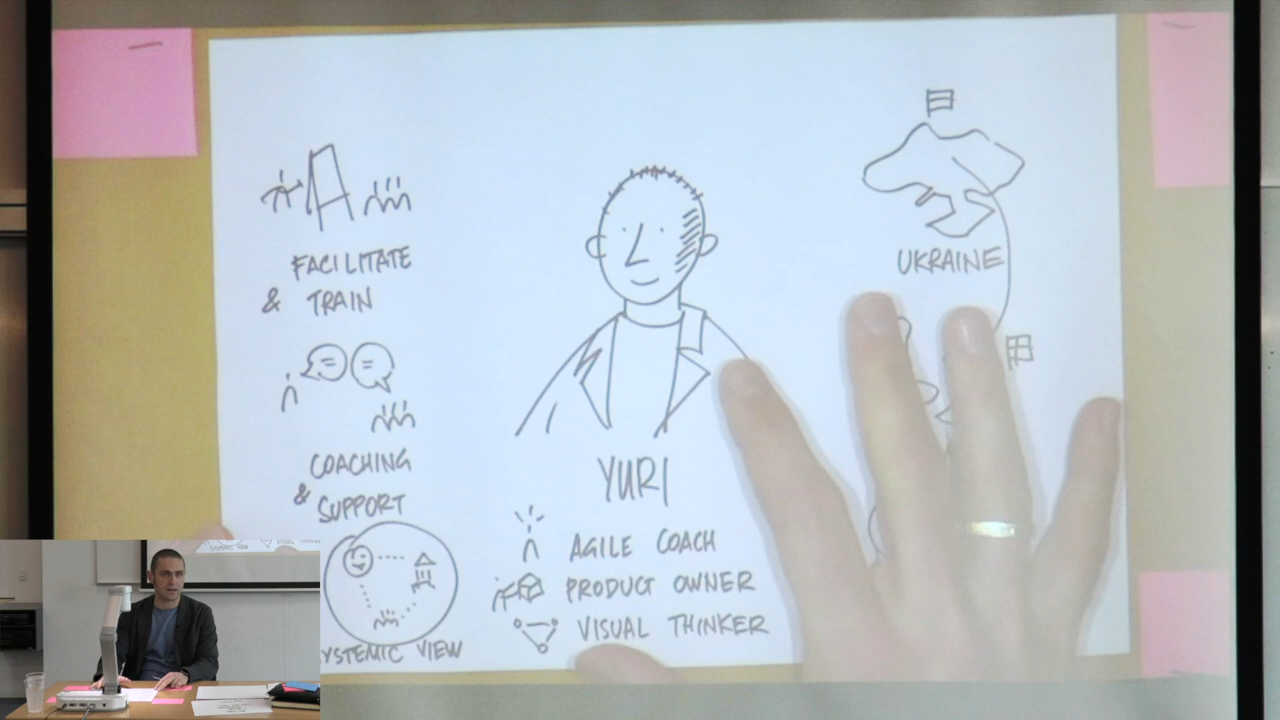 FACILITATE
& TRAIN
COACHING
& SUPPORT
YSTEMIC VIEW
YURI
AGILE COACH
PRODUCT OWNER
VISUAL THINKER
UKRAINE